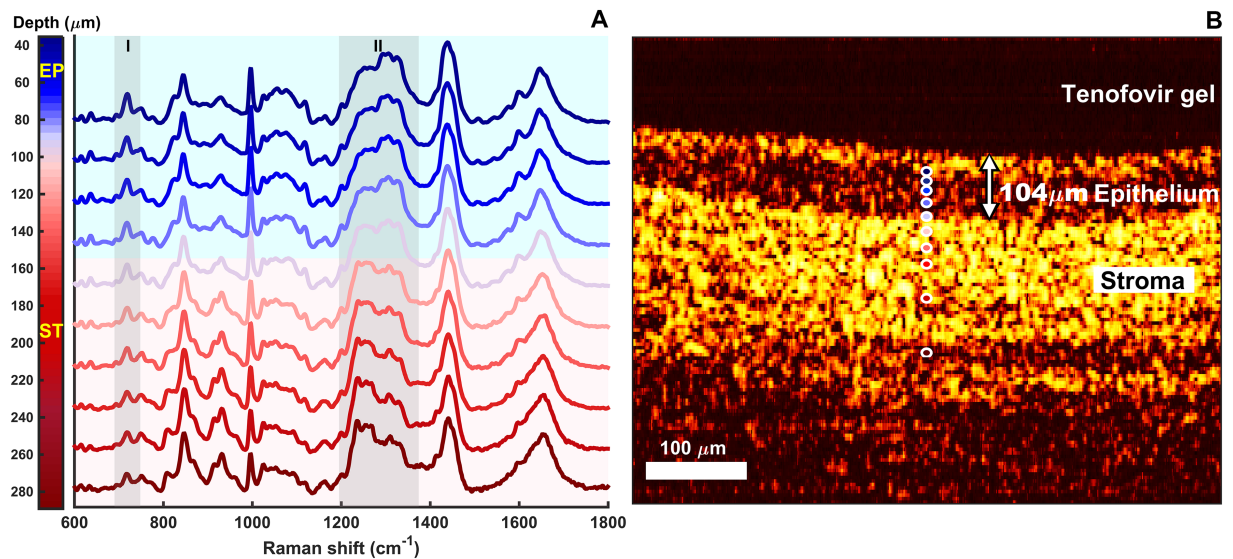 Depth (μm)
A
I
II
40
EP
60
80
100
120
140
160
180
ST
200
220
240
260
280
600
800
1000
1200
1400
1600
1800
Raman shift (cm⁻¹)
B
Tenofovir gel
104μm Epithelium
Stroma
100 μm